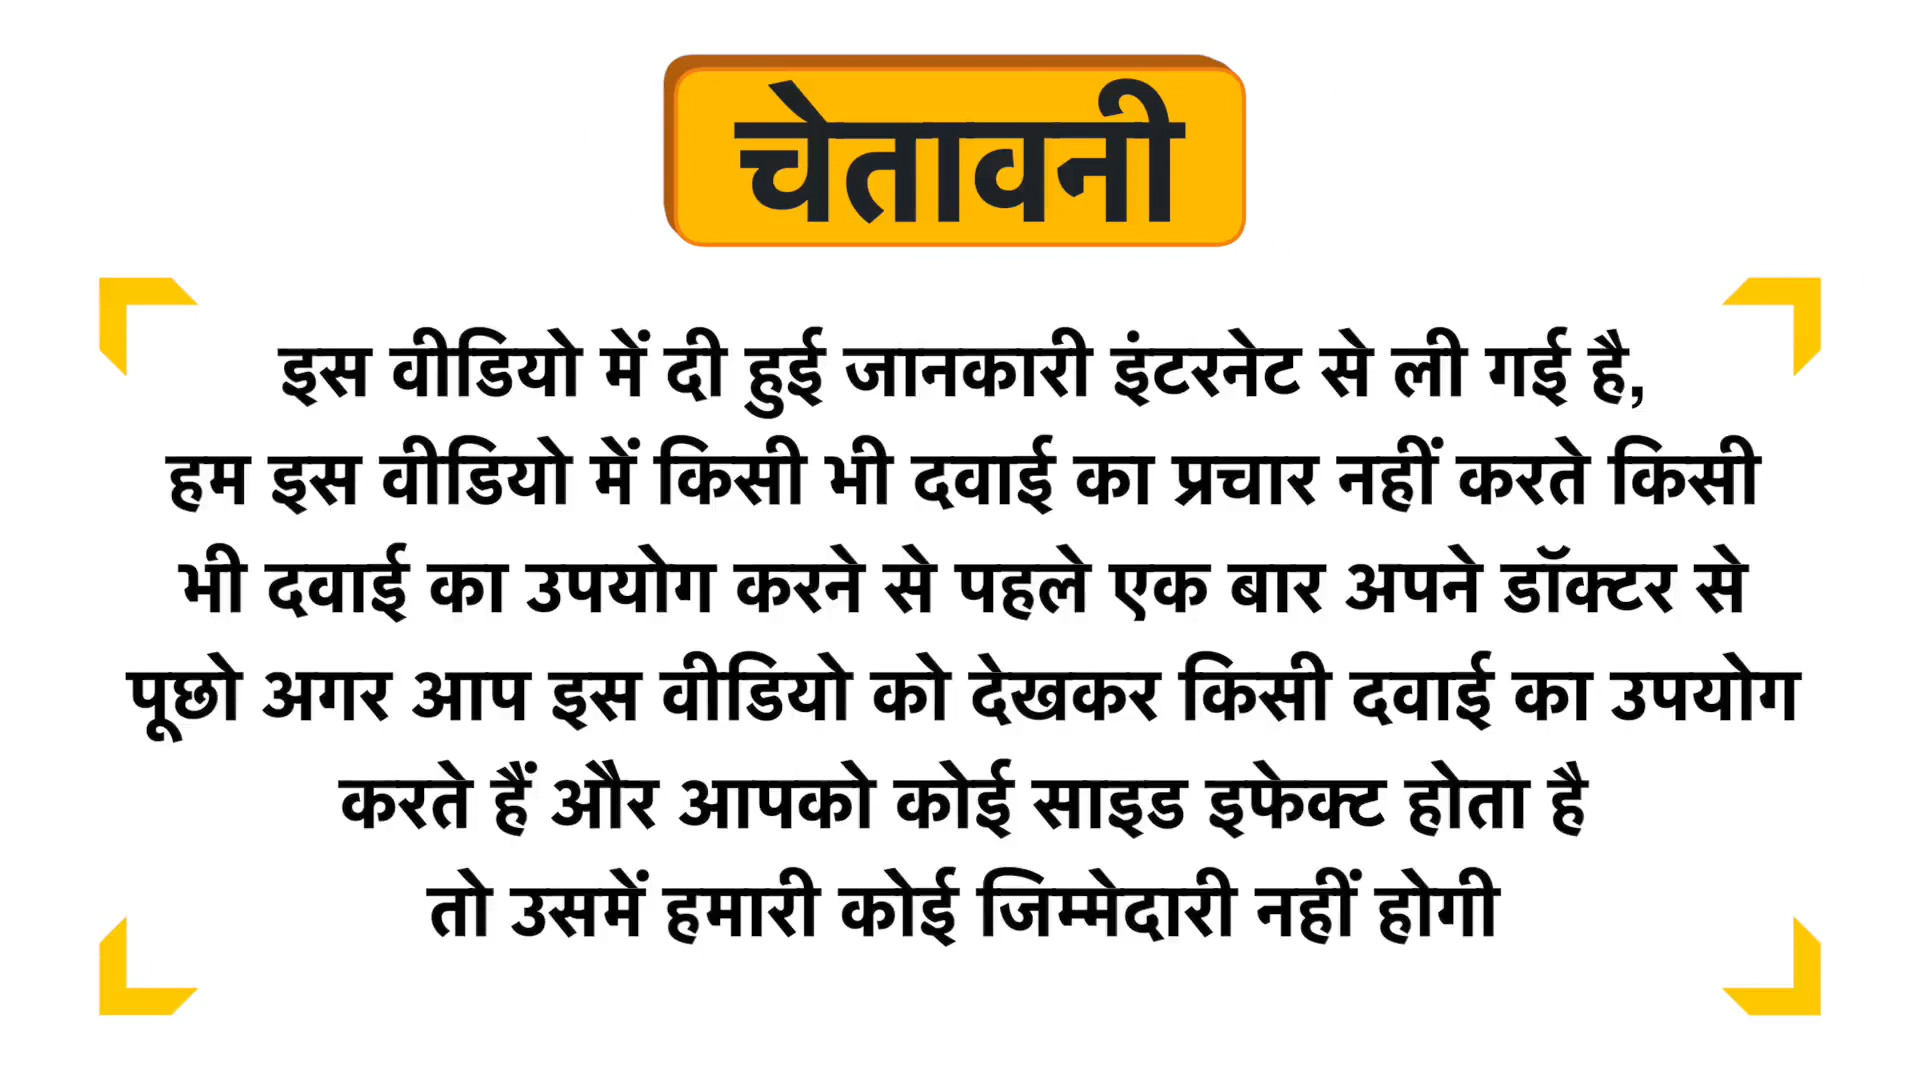 चेतावनी
इस वीडियो में दी हुई जानकारी इंटरनेट से ली गई है,
हम इस वीडियो में किसी भी दवाई का प्रचार नहीं करते किसी
भी दवाई का उपयोग करने से पहले एक बार अपने डॉक्टर से
पूछो अगर आप इस वीडियो को देखकर किसी दवाई का उपयोग
करते हैं और आपको कोई साइड इफेक्ट होता है
तो उसमें हमारी कोई जिम्मेदारी नहीं होगी